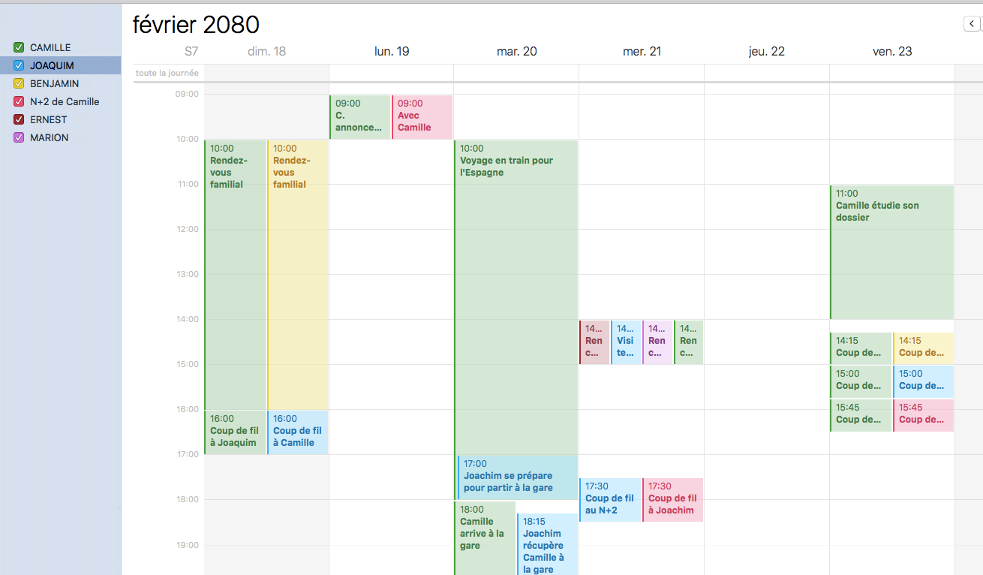 février 2080
<
CAMILLE
JOAQUIM
BENJAMIN
N+2 de Camille
ERNEST
MARION
S7 dim. 18 lun. 19 mar. 20 mer. 21 jeu. 22 ven. 23
toute la journée
09:00
10:00
11:00
12:00
13:00
14:00
15:00
16:00
17:00
18:00
19:00
10:00
Rendez-
vous
familial
10:00
Rendez-
vous
familial
16:00
Coup de fil
à Joaquim
16:00
Coup de fil
à Camille
09:00
C.
annonce...
09:00
Avec
Camille
10:00
Voyage en train pour
l'Espagne
17:00
Joachim se prépare
pour partir à la gare
18:00
Camille
arrive à la
gare
18:15
Joachim
récupère
Camille à
la gare
14...
Ren
c...
14...
Visi
te...
14...
Ren
c...
14...
Ren
c...
17:30
Coup de fil
au N+2
17:30
Coup de fil
à Joachim
11:00
Camille étudie son
dossier
14:15
Coup de...
14:15
Coup de...
15:00
Coup de...
15:00
Coup de...
15:45
Coup de...
15:45
Coup de...